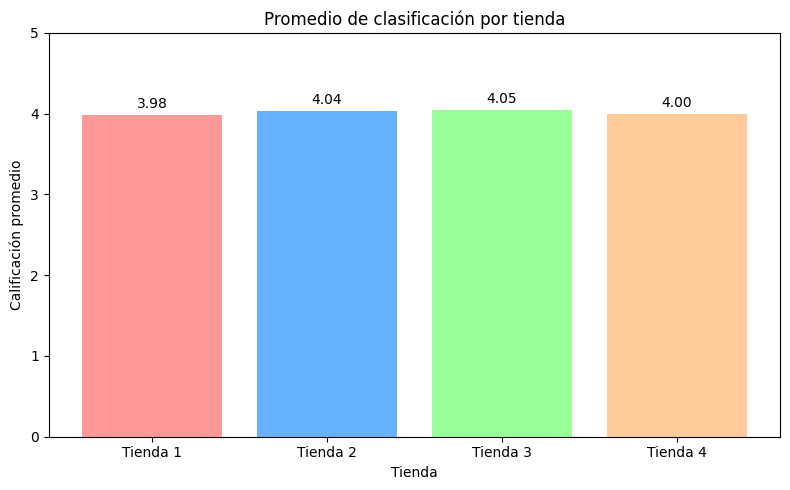 Promedio de clasificación por tienda
Calificación promedio
5
4
3
2
1
0
3.98
4.04
4.05
4.00
Tienda 1
Tienda 2
Tienda 3
Tienda 4
Tienda